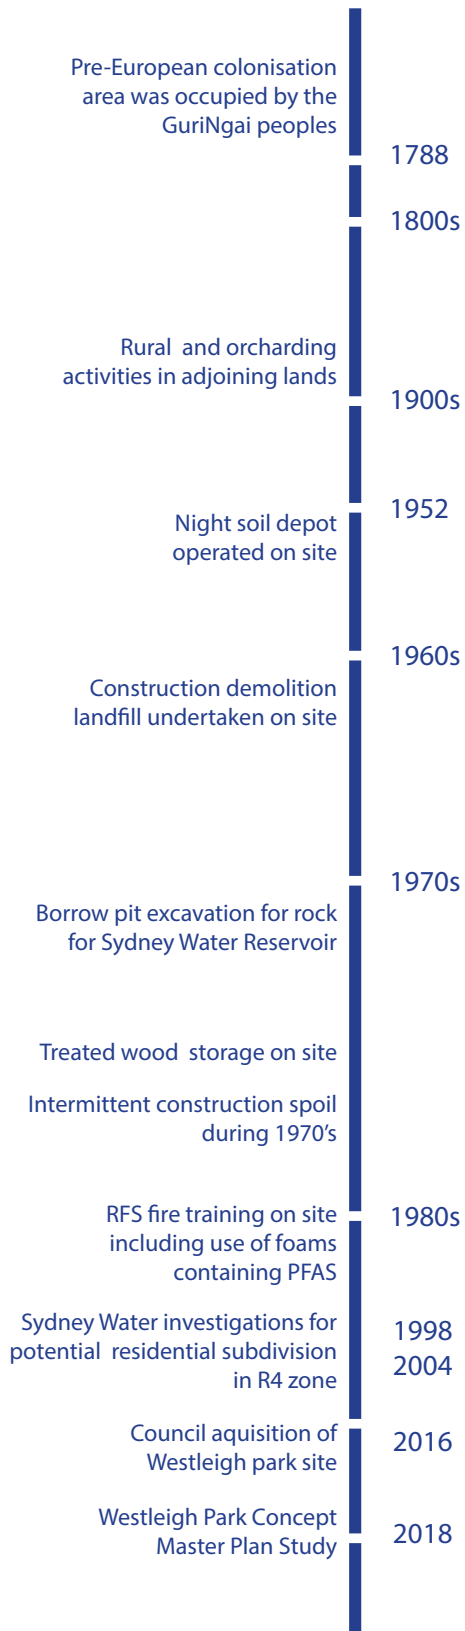 Pre-European colonisation
area was occupied by the
GuriNgai peoples
1788
1800s
Rural and orcharding
activities in adjoining lands
1900s
1952
Night soil depot
operated on site
1960s
Construction demolition
landfill undertaken on site
1970s
Borrow pit excavation for rock
for Sydney Water Reservoir
Treated wood storage on site
Intermittent construction spoil
during 1970's
1980s
RFS fire training on site
including use of foams
containing PFAS
Sydney Water investigations for
potential residential subdivision
in R4 zone
1998
2004
Council aquisition of
Westleigh park site
2016
Westleigh Park Concept
Master Plan Study
2018